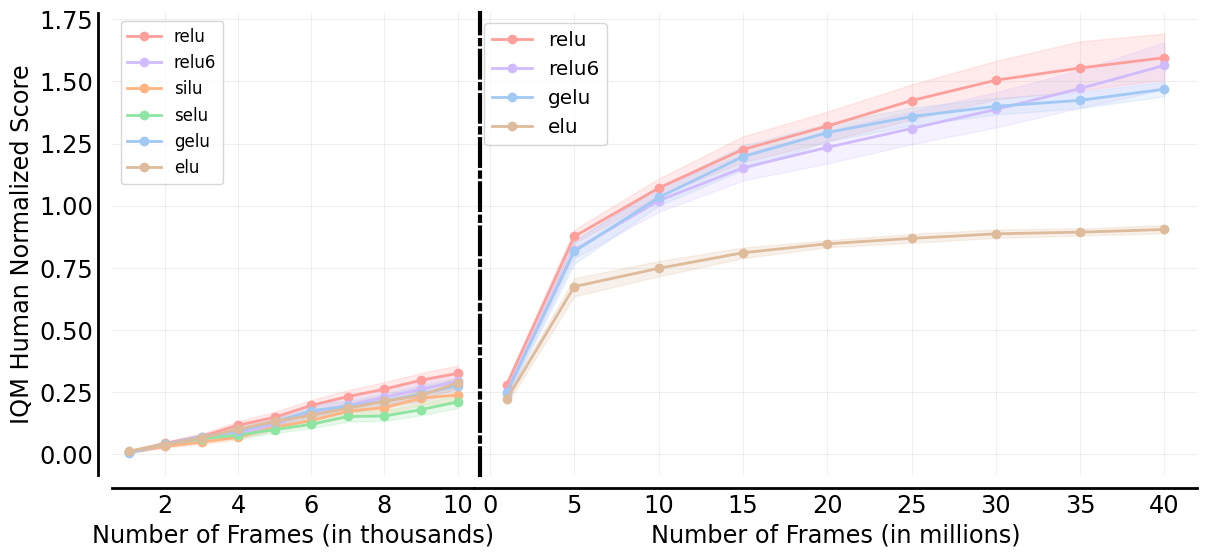 IQM Human Normalized Score
1.75
1.50
1.25
1.00
0.75
0.50
0.25
0.00
relu
relu6
silu
selu
gelu
elu
2 4 6 8 10
Number of Frames (in thousands)
relu
relu6
gelu
elu
0 5 10 15 20 25 30 35 40
Number of Frames (in millions)